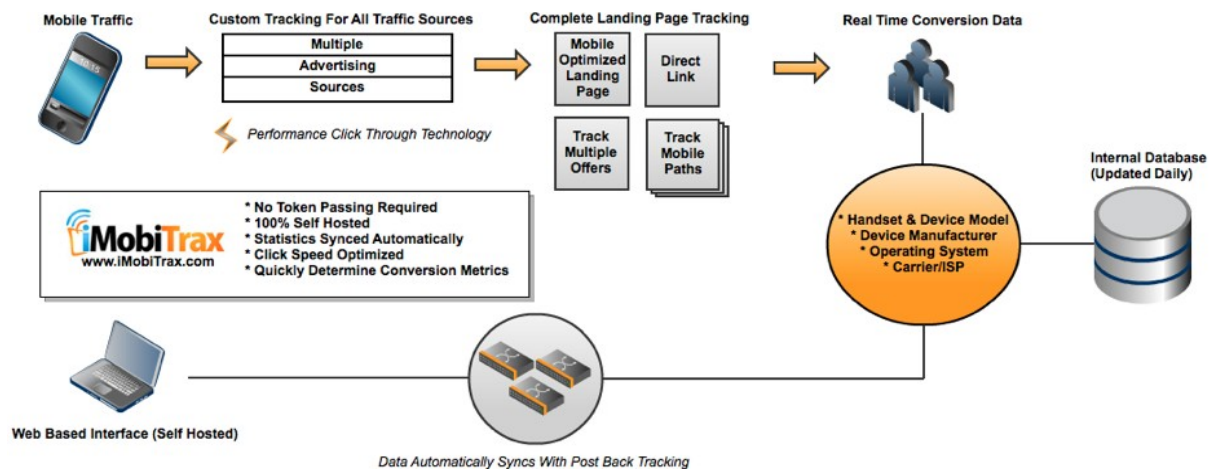 Mobile Traffic
10:15
Custom Tracking For All Traffic Sources
Multiple
Advertising
Sources
Performance Click Through Technology
Complete Landing Page Tracking
Mobile
Optimized
Landing
Page
Direct
Link
Track
Multiple
Offers
Track
Mobile
Paths
Real Time Conversion Data
* Handset & Device Model
* Device Manufacturer
* Operating System
* Carrier/ISP
Internal Database
(Updated Daily)
iMobiTrax
www.iMobiTrax.com
* No Token Passing Required
* 100% Self Hosted
* Statistics Synced Automatically
* Click Speed Optimized
* Quickly Determine Conversion Metrics
Web Based Interface (Self Hosted)
Data Automatically Syncs With Post Back Tracking